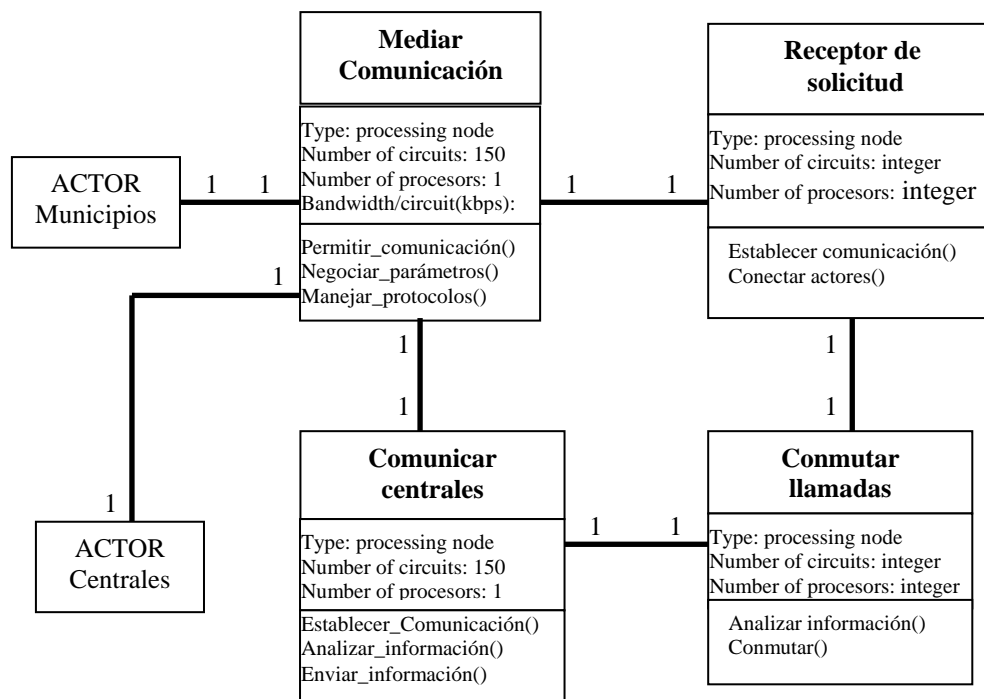 Mediar
Comunicación
Type: processing node
Number of circuits: 150
Number of procesors: 1
Bandwidth/circuit(kbps):
Permitir_comunicación()
Negociar_parámetros()
Manejar_protocolos()
Receptor de
solicitud
Type: processing node
Number of circuits: integer
Number of procesors: integer
Establecer comunicación()
Conectar actores()
ACTOR
Municipios
1 1
1 1
1
1
1
1
1
1
1
ACTOR
Centrales
Comunicar
centrales
Type: processing node
Number of circuits: 150
Number of procesors: 1
Establecer_Comunicación()
Analizar_información()
Enviar_información()
1 1
Conmutar
llamadas
Type: processing node
Number of circuits: integer
Number of procesors: integer
Analizar información()
Conmutar()